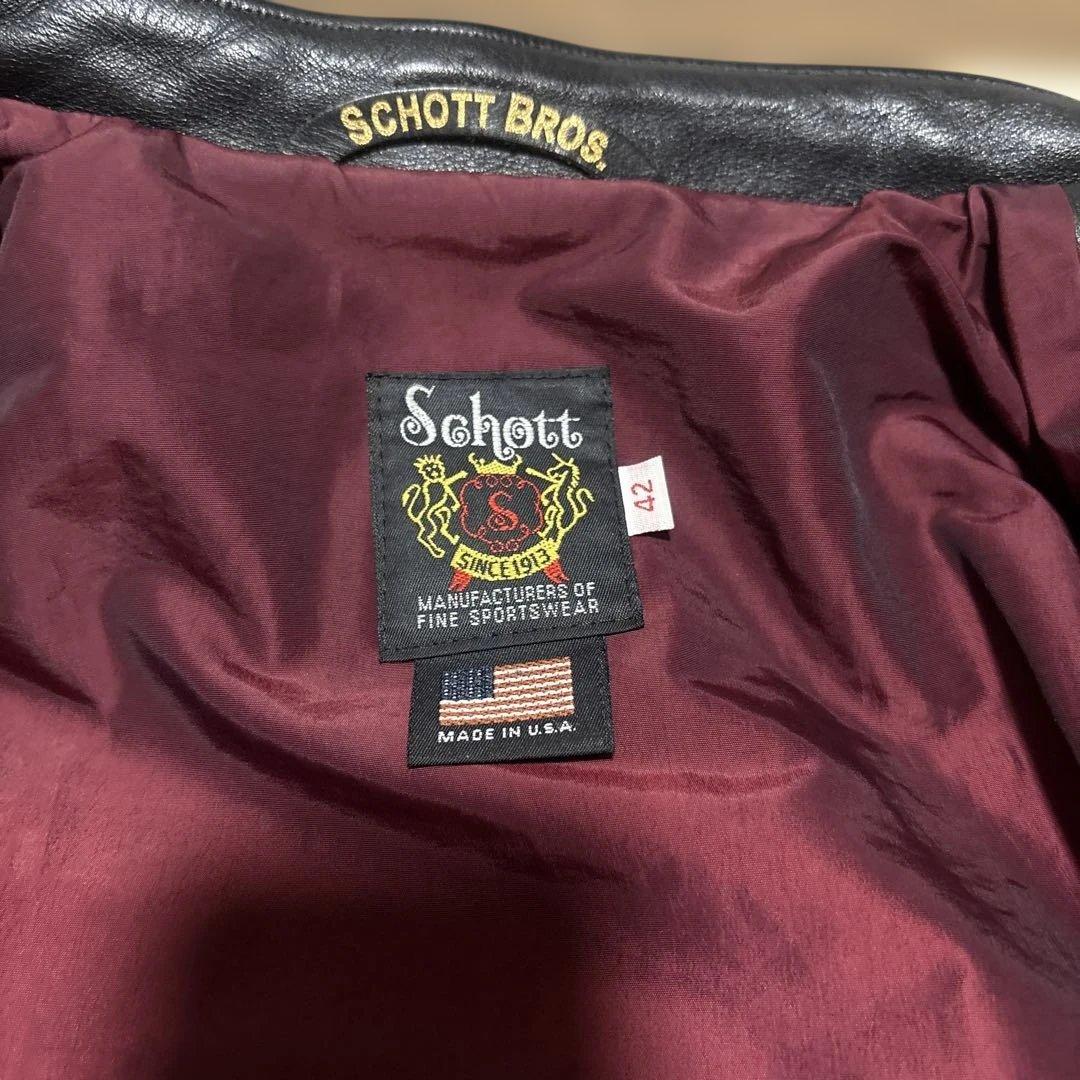 SCHOTT BROS.
Schott
S
SINCE 1913
MANUFACTURERS OF
FINE SPORTSWEAR
42
MADE IN U.S.A.